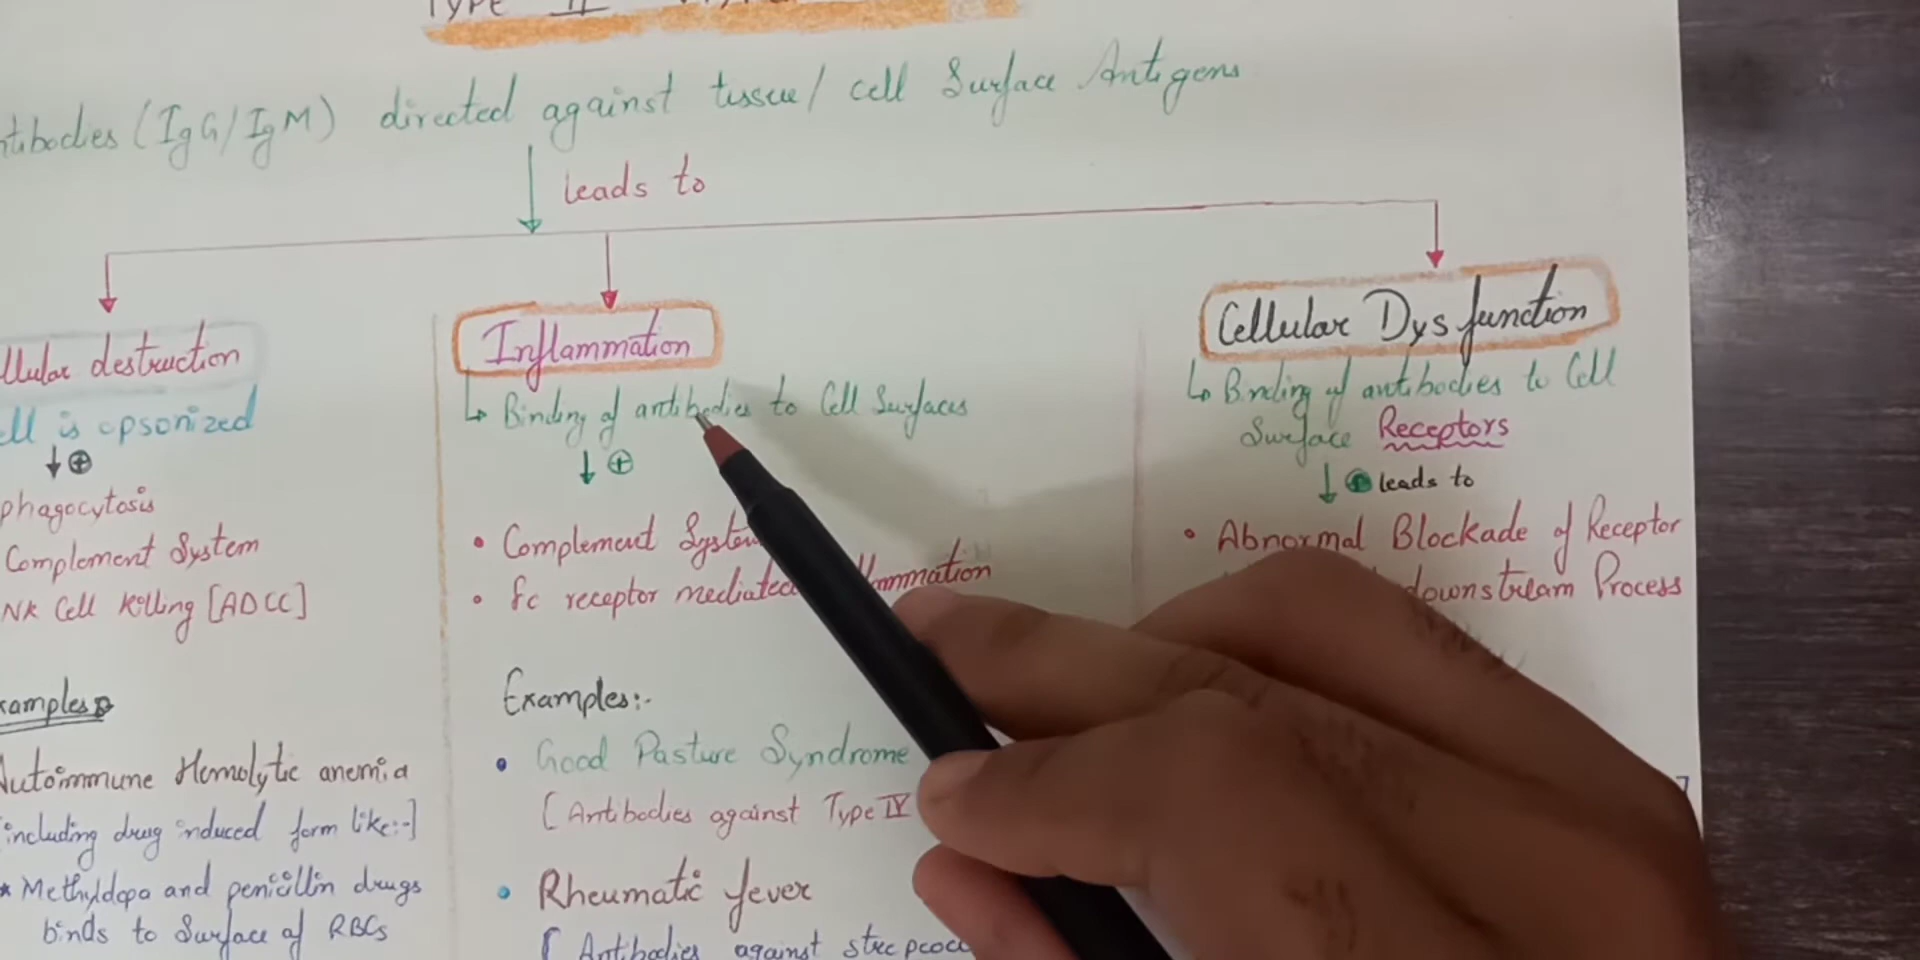 Type II
ntibodies (IgG/IgM) directed against tissue/ cell Surface Antigens
leads to
llular destruction
ell is opsonized
phagocytosis
Complement System
NK Cell Killing [ADCC]
xamples
Autoimmune Hemolytic anemia
including drug induced form like:-]
* Methyldopa and penicillin drugs
binds to Surface of RBCs
Inflammation
↳ Binding of antibodies to Cell Surfaces
• Complement System
• fc receptor mediated
Examples:-
• Good Pasture Syndrome
[Antibodies against Type IV
• Rheumatic fever
[ Antibodies against
Cellular Dysfunction
↳ Binding of antibodies to Cell
Surface Receptors
leads to
• Abnormal Blockade of Receptor
downstream Process